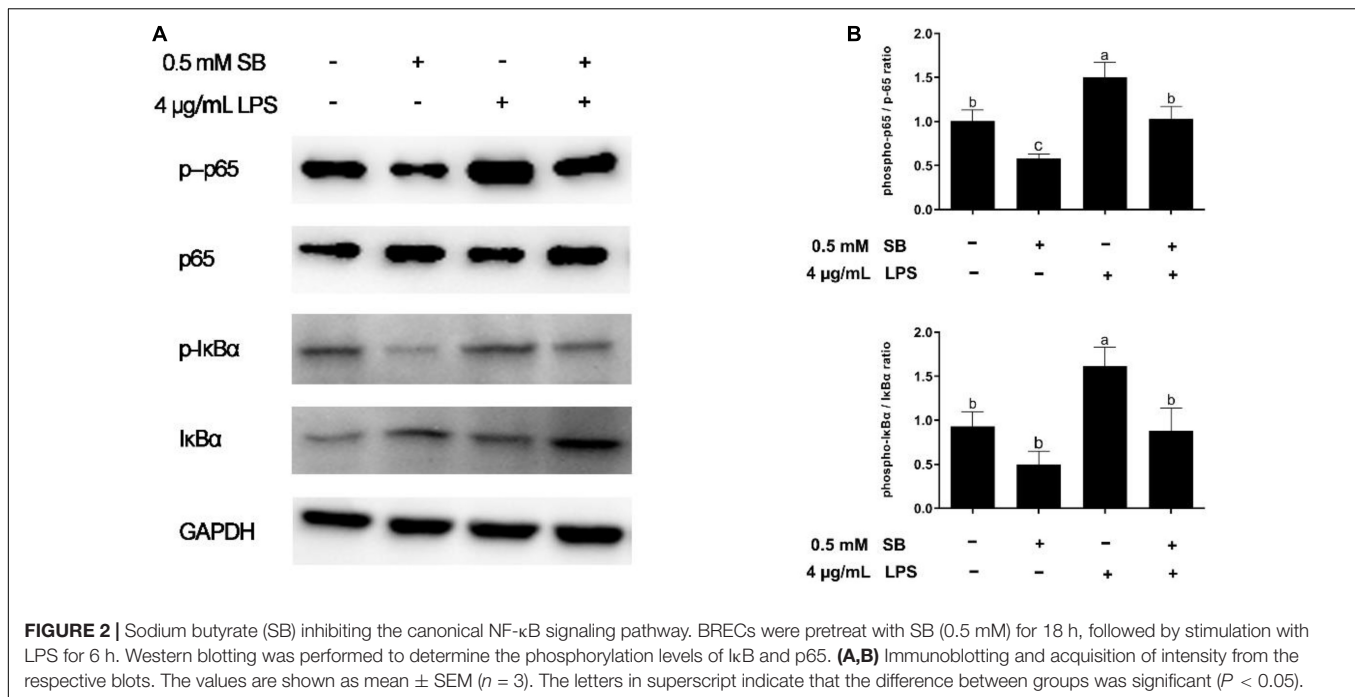 A
0.5 mM SB - + - +
4 µg/mL LPS - - + +
p–p65
p65
p-IκBα
IκBα
GAPDH
B
phospho-p65 / p-65 ratio
2.0
1.5
1.0
0.5
0.0
b c a b
0.5 mM SB - + - +
4 µg/mL LPS - - + +
phospho-IκBα / IκBα ratio
2.0
1.5
1.0
0.5
0.0
b b a b
0.5 mM SB - + - +
4 µg/mL LPS - - + +
FIGURE 2 | Sodium butyrate (SB) inhibiting the canonical NF-κB signaling pathway. BRECs were pretreat with SB (0.5 mM) for 18 h, followed by stimulation with
LPS for 6 h. Western blotting was performed to determine the phosphorylation levels of IκB and p65. (A,B) Immunoblotting and acquisition of intensity from the
respective blots. The values are shown as mean ± SEM (n = 3). The letters in superscript indicate that the difference between groups was significant (P < 0.05).